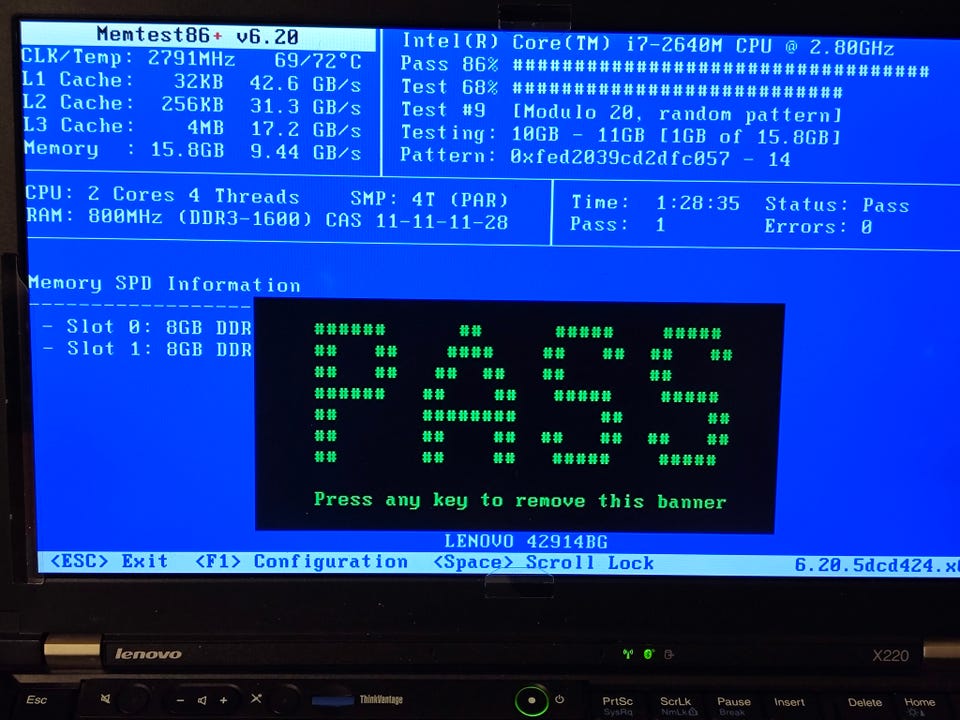 Memtest86+ v6.20
CLK/Temp: 2791MHz 69/72°C
L1 Cache: 32KB 42.6 GB/s
L2 Cache: 256KB 31.3 GB/s
L3 Cache: 4MB 17.2 GB/s
Memory : 15.8GB 9.44 GB/s
Intel(R) Core(TM) i7-2640M CPU @ 2.80GHz
Pass 86% ##################################
Test 68% ###########################
Test #9 [Modulo 20, random pattern]
Testing: 10GB - 11GB [1GB of 15.8GB]
Pattern: 0xfed2039cd2dfc057 - 14
CPU: 2 Cores 4 Threads SMP: 4T (PAR)
RAM: 800MHz (DDR3-1600) CAS 11-11-11-28
Time: 1:28:35 Status: Pass
Pass: 1 Errors: 0
Memory SPD Information
- Slot 0: 8GB DDR
- Slot 1: 8GB DDR
PASS
Press any key to remove this banner
LENOVO 42914BG
<ESC> Exit <F1> Configuration <Space> Scroll Lock 6.20.5dcd424.x
lenovo
X220
Esc
ThinkVantage
PrtSc
SysRq
ScrLk
NmLk
Pause
Break
Insert
Delete
Home